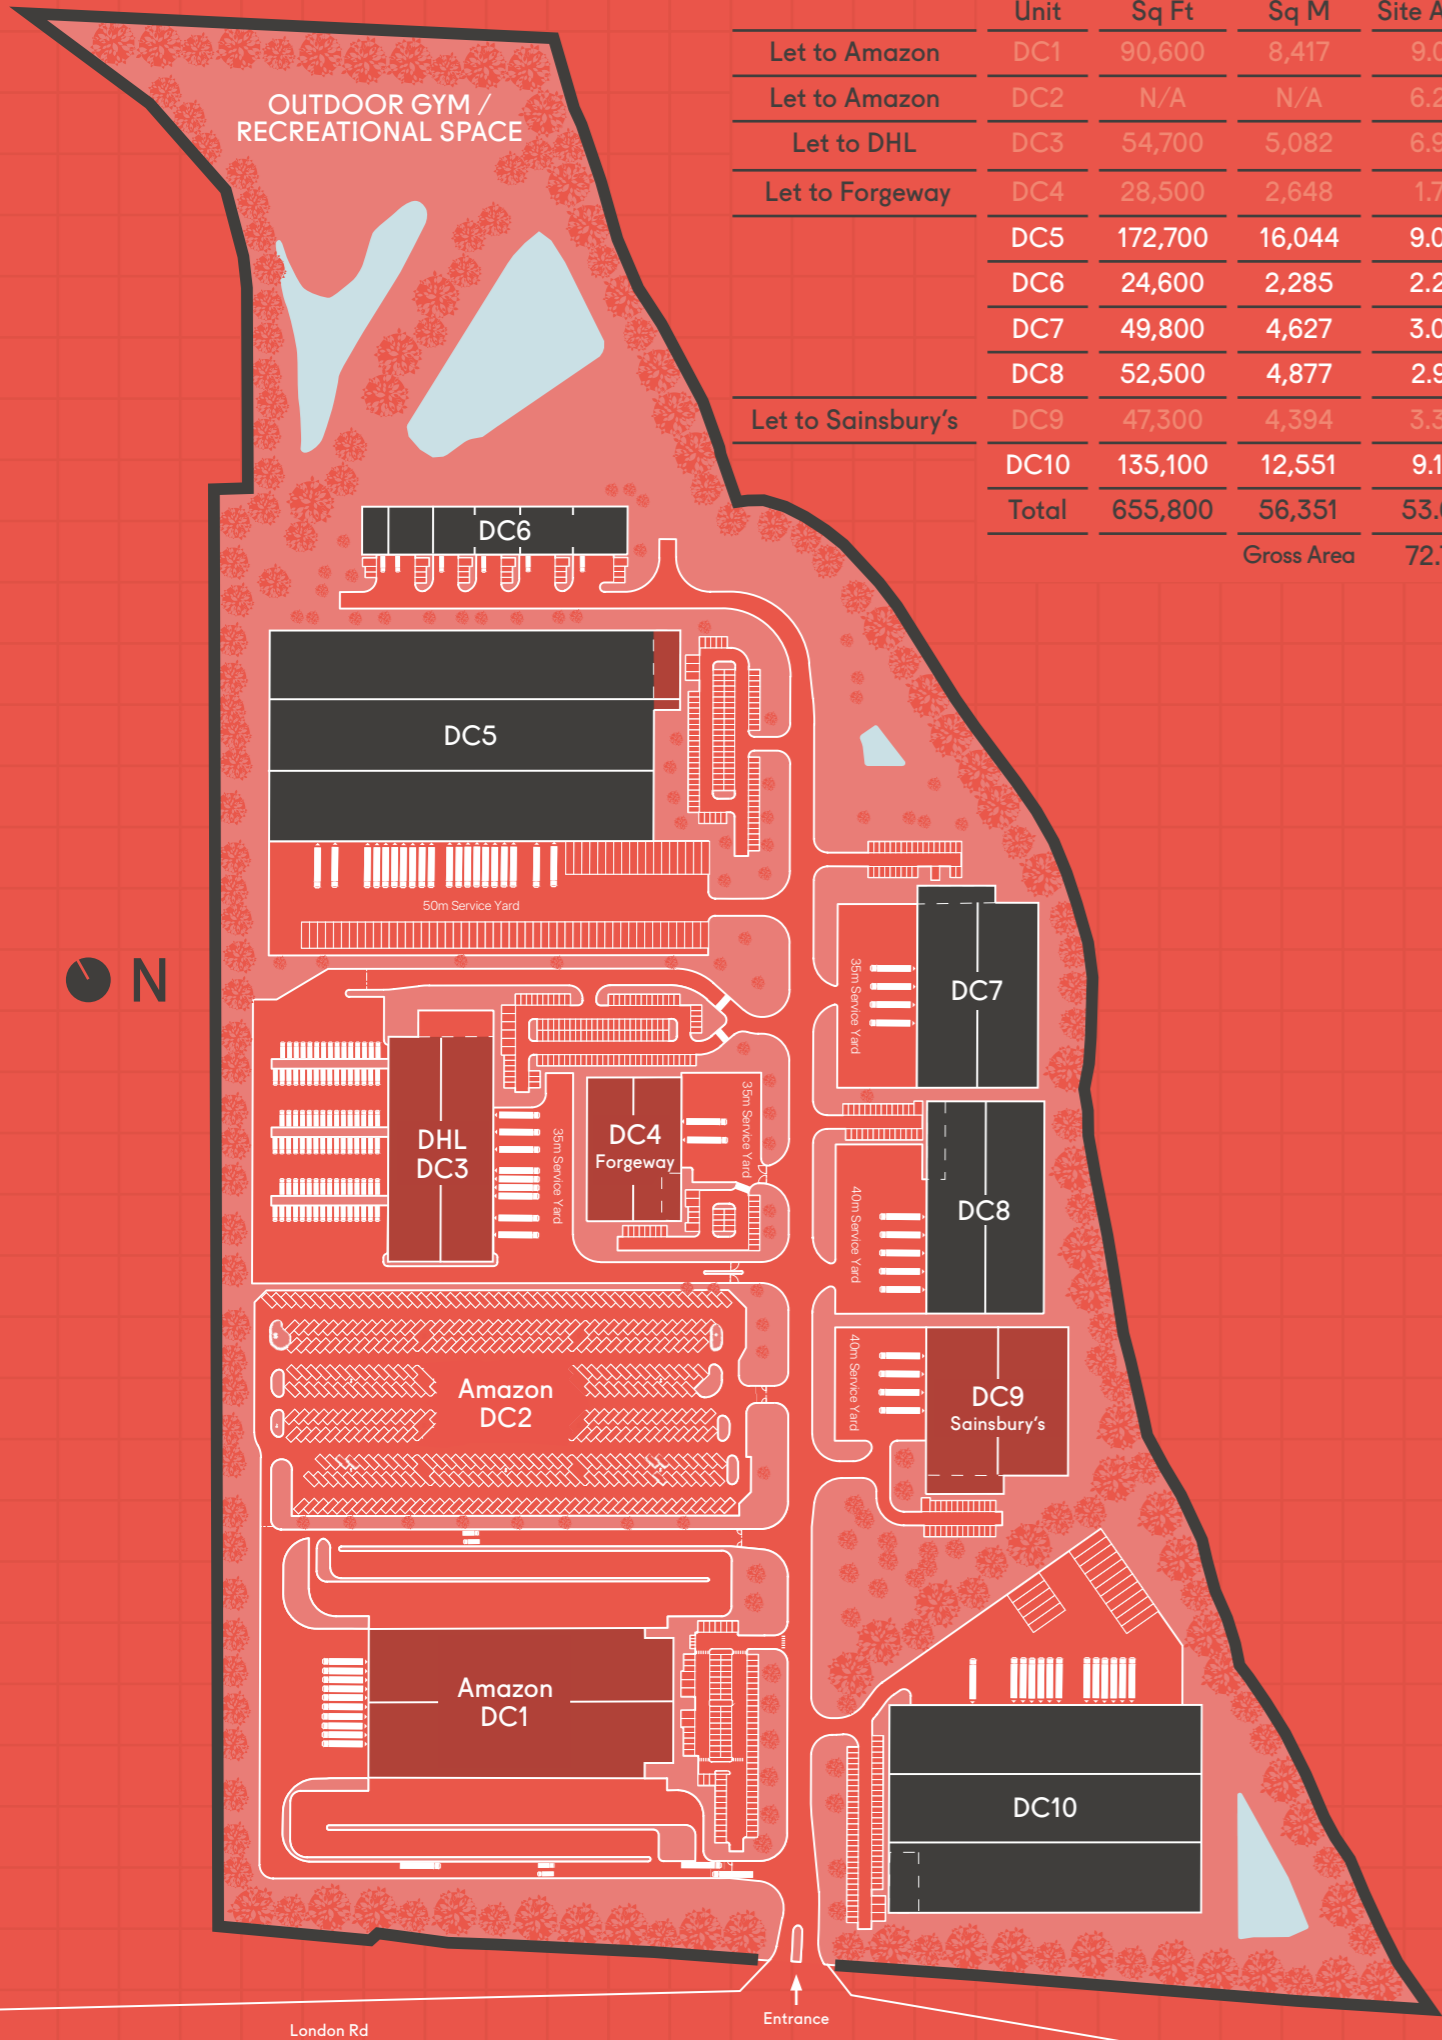 Unit Sq Ft Sq M Site
Let to Amazon DC1 90,600 8,417
Let to Amazon DC2 N/A N/A
Let to DHL DC3 54,700 5,082
Let to Forgeway DC4 28,500 2,648
DC5 172,700 16,044
DC6 24,600 2,285
DC7 49,800 4,627
DC8 52,500 4,877
Let to Sainsbury's DC9 47,300 4,394
DC10 135,100 12,551
Total 655,800 56,351
Gross Area
OUTDOOR GYM /
RECREATIONAL SPACE
DC6
DC5
50m Service Yard
N
35m Service Yard
DC7
DHL
DC3
35m Service Yard
DC4
Forgeway
35m Service Yard
40m Service Yard
DC8
Amazon
DC2
40m Service Yard
DC9
Sainsbury's
Amazon
DC1
DC10
Entrance
London Rd